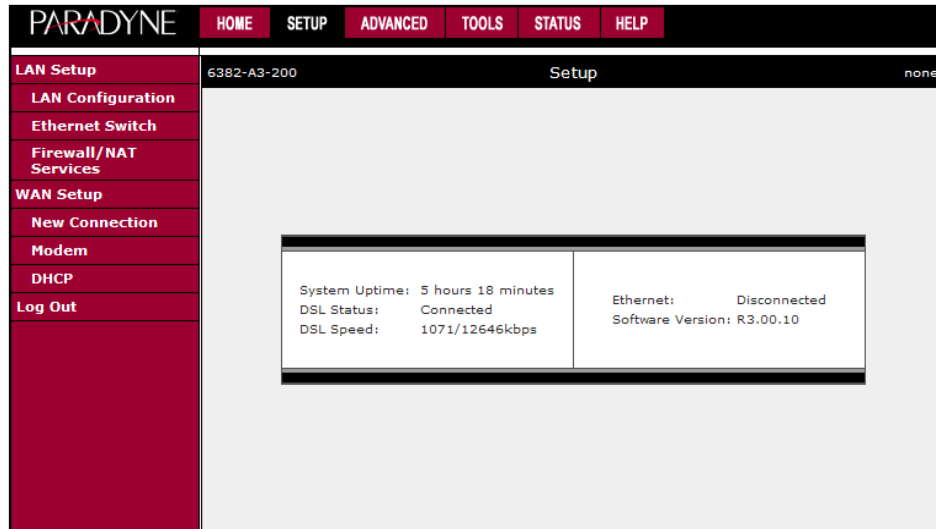 PARADYNE
HOME SETUP ADVANCED TOOLS STATUS HELP
LAN Setup
LAN Configuration
Ethernet Switch
Firewall/NAT
Services
WAN Setup
New Connection
Modem
DHCP
Log Out
6382-A3-200 Setup none
System Uptime: 5 hours 18 minutes
DSL Status: Connected
DSL Speed: 1071/12646kbps
Ethernet: Disconnected
Software Version: R3.00.10